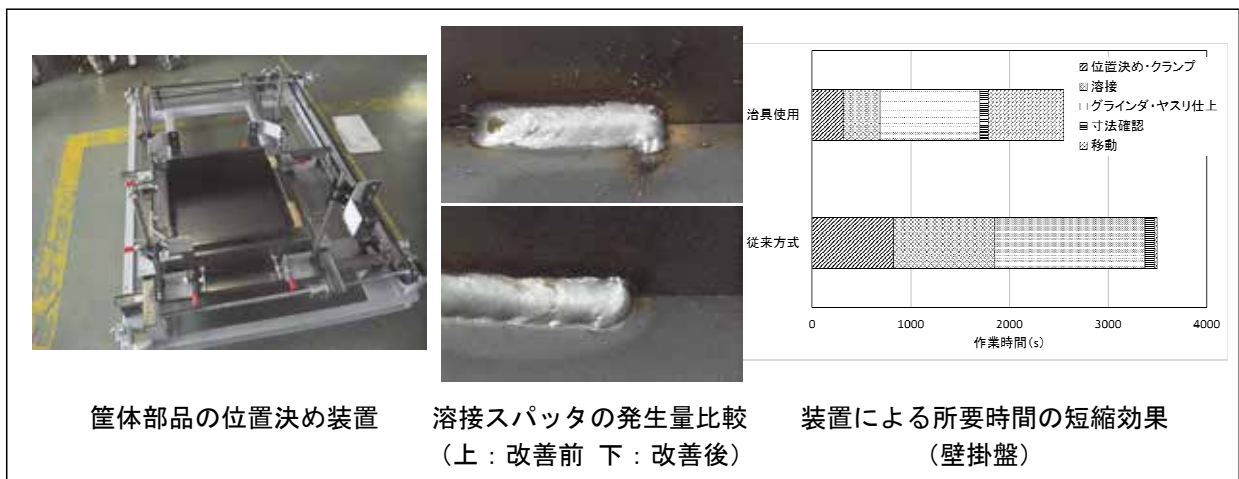 位置決め・クランプ
溶接
グラインダ・ヤスリ仕上
寸法確認
移動
治具使用
従来方式
0 1000 2000 3000 4000
作業時間(s)
筐体部品の位置決め装置
溶接スパッタの発生量比較
(上：改善前 下：改善後)
装置による所要時間の短縮効果
(壁掛盤)